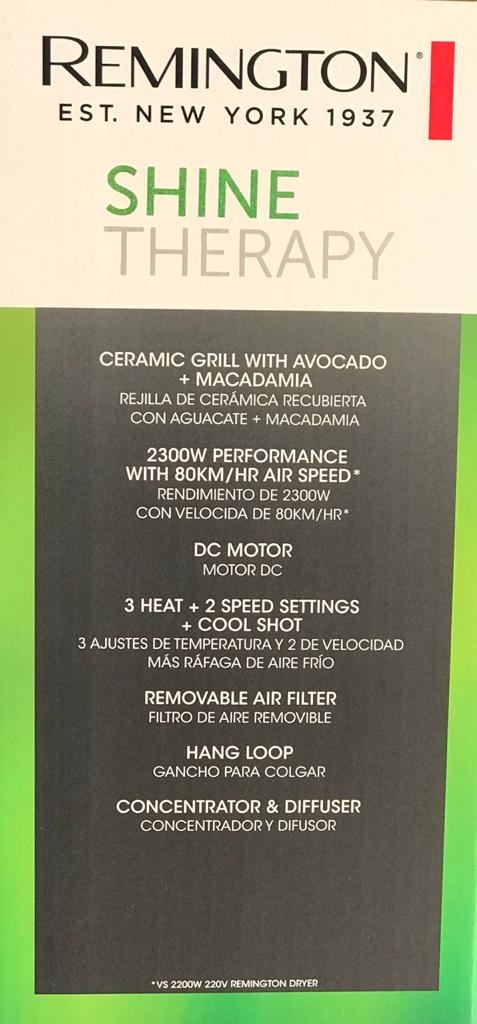 REMINGTON®
EST. NEW YORK 1937
SHINE
THERAPY
CERAMIC GRILL WITH AVOCADO
+ MACADAMIA
REJILLA DE CERÁMICA RECUBIERTA
CON AGUACATE + MACADAMIA
2300W PERFORMANCE
WITH 80KM/HR AIR SPEED*
RENDIMIENTO DE 2300W
CON VELOCIDA DE 80KM/HR*
DC MOTOR
MOTOR DC
3 HEAT + 2 SPEED SETTINGS
+ COOL SHOT
3 AJUSTES DE TEMPERATURA Y 2 DE VELOCIDAD
MÁS RÁFAGA DE AIRE FRÍO
REMOVABLE AIR FILTER
FILTRO DE AIRE REMOVIBLE
HANG LOOP
GANCHO PARA COLGAR
CONCENTRATOR & DIFFUSER
CONCENTRADOR Y DIFUSOR
*VS 2200W 220V REMINGTON DRYER